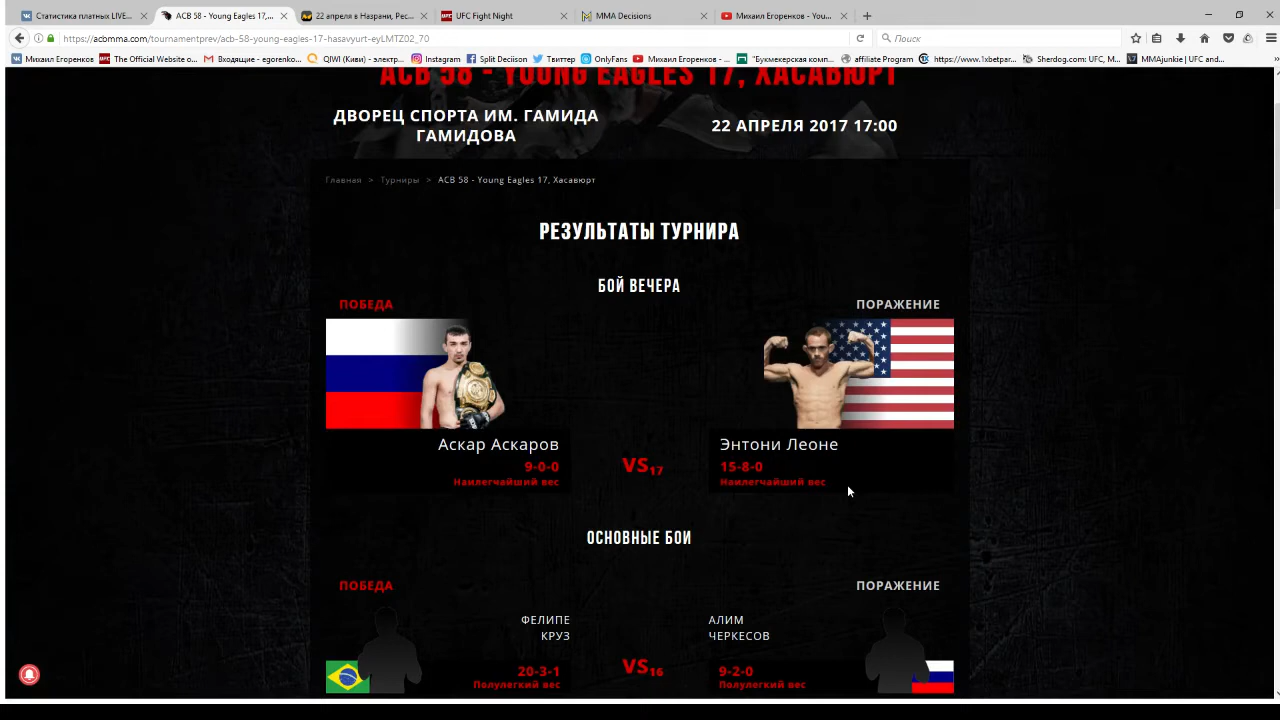 Статистика платных LIVE...
ACB 58 - Young Eagles 17,...
22 апреля в Назрани, Рес...
UFC Fight Night
MMA Decisions
Михаил Егоренков - You...
https://acbmma.com/tournamentprev/acb-58-young-eagles-17-hasavyurt-eyLMTZ02_70
Поиск
Михаил Егоренков
The Official Website o...
Входящие - egorenko...
QIWI (Киви) - электр...
Instagram
Split Deciison
Твиттер
OnlyFans
Михаил Егоренков - ...
"Букмекерская комп...
affiliate Program
https://www.1xbetpar...
Sherdog.com: UFC, M...
MMAjunkie | UFC and...
ACB 58 - YOUNG EAGLES 17, ХАСАВЮРТ
ДВОРЕЦ СПОРТА ИМ. ГАМИДА
ГАМИДОВА
22 АПРЕЛЯ 2017 17:00
Главная > Турниры > ACB 58 - Young Eagles 17, Хасавюрт
РЕЗУЛЬТАТЫ ТУРНИРА
БОЙ ВЕЧЕРА
ПОБЕДА
ПОРАЖЕНИЕ
Аскар Аскаров
9-0-0
Наилегчайший вес
VS17
Энтони Леоне
15-8-0
Наилегчайший вес
ОСНОВНЫЕ БОИ
ПОБЕДА
ПОРАЖЕНИЕ
ФЕЛИПЕ
КРУЗ
20-3-1
Полулегкий вес
VS16
АЛИМ
ЧЕРКЕСОВ
9-2-0
Полулегкий вес